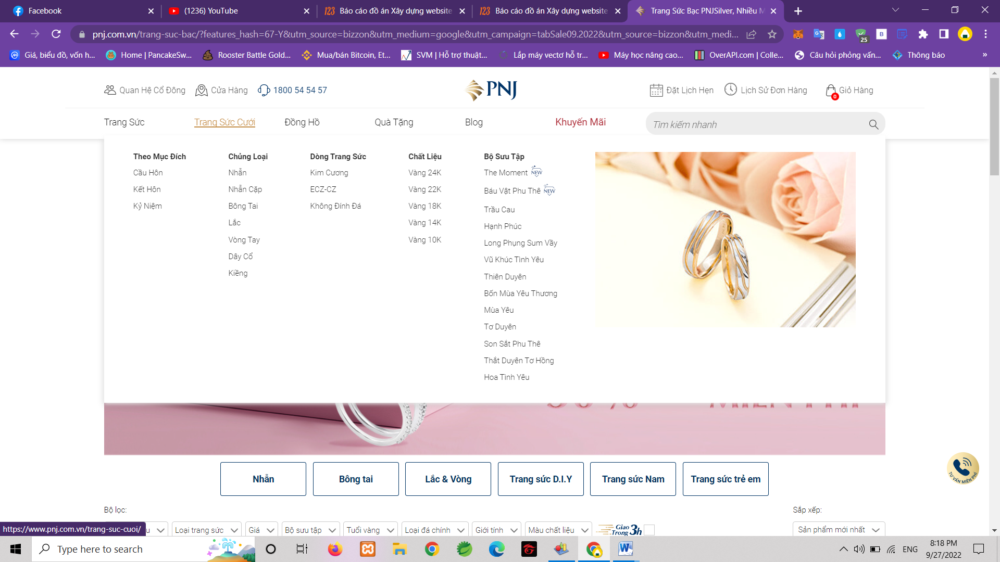 Facebook
(1236) YouTube
Báo cáo đồ án Xây dựng website
Báo cáo đồ án Xây dựng website
Trang Sức Bạc PNJSilver, Nhiều M
pnj.com.vn/trang-suc-bac/?features_hash=67-Y&utm_source=bizzon&utm_medium=google&utm_campaign=tabSale09.2022&utm_source=bizzon&utm_medi...
25
Giá, biểu đồ, vốn h...
Home | PancakeSw...
Rooster Battle Gold...
Mua/bán Bitcoin, Et...
SVM | Hỗ trợ thuật...
Lắp máy vectơ hỗ tr...
Máy học nâng cao...
OverAPI.com | Colle...
Câu hỏi phỏng vấn...
Thông báo
»
Quan Hệ Cổ Đông
Cửa Hàng
1800 54 54 57
PNJ
Đặt Lịch Hẹn
Lịch Sử Đơn Hàng
0
Giỏ Hàng
Trang Sức
Trang Sức Cưới
Đồng Hồ
Quà Tặng
Blog
Khuyến Mãi
Tìm kiếm nhanh
Theo Mục Đích
Cầu Hôn
Kết Hôn
Kỷ Niệm
Chủng Loại
Nhẫn
Nhẫn Cặp
Bông Tai
Lắc
Vòng Tay
Dây Cổ
Kiềng
Dòng Trang Sức
Kim Cương
ECZ-CZ
Không Đính Đá
Chất Liệu
Vàng 24K
Vàng 22K
Vàng 18K
Vàng 14K
Vàng 10K
Bộ Sưu Tập
The Moment NEW
Báu Vật Phu Thê NEW
Trầu Cau
Hạnh Phúc
Long Phụng Sum Vầy
Vũ Khúc Tình Yêu
Thiên Duyên
Bốn Mùa Yêu Thương
Mùa Yêu
Tơ Duyên
Son Sắt Phu Thê
Thắt Duyên Tơ Hồng
Hoa Tình Yêu
PNJ
50%
MIỄN PHÍ
TƯ VẤN MIỄN PHÍ
Nhẫn
Bông tai
Lắc & Vòng
Trang sức D.I.Y
Trang sức Nam
Trang sức trẻ em
Bộ lọc:
Sắp xếp:
https://www.pnj.com.vn/trang-suc-cuoi/
u
Loại trang sức
Giá
Bộ sưu tập
Tuổi vàng
Loại đá chính
Giới tính
Màu chất liệu
Giao
Trong 3h
Sản phẩm mới nhất
Type here to search
ENG
8:18 PM
9/27/2022